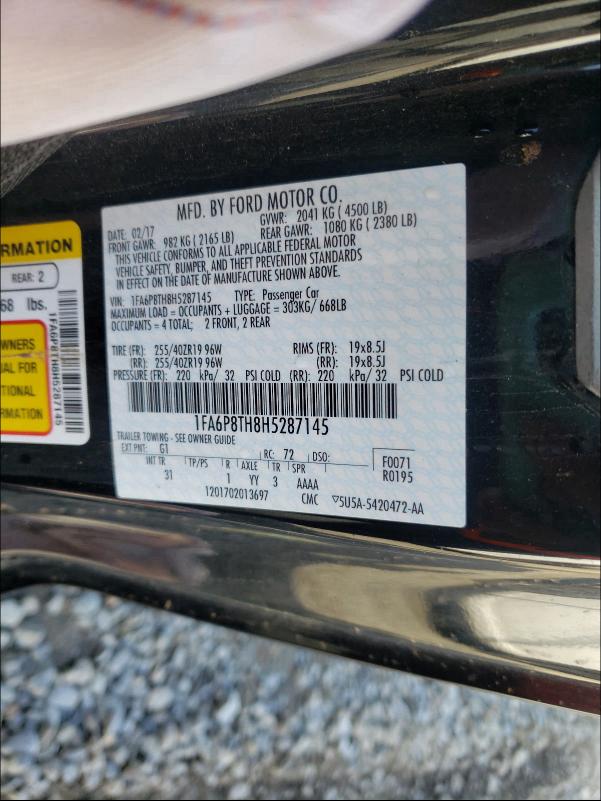 MFD. BY FORD MOTOR CO.
DATE: 02/17 GVWR: 2041 KG ( 4500 LB)
FRONT GAWR: 982 KG ( 2165 LB) REAR GAWR: 1080 KG ( 2380 LB)
THIS VEHICLE CONFORMS TO ALL APPLICABLE FEDERAL MOTOR
VEHICLE SAFETY, BUMPER, AND THEFT PREVENTION STANDARDS
IN EFFECT ON THE DATE OF MANUFACTURE SHOWN ABOVE.
VIN: 1FA6P8TH8H5287145 TYPE: Passenger Car
MAXIMUM LOAD = OCCUPANTS + LUGGAGE = 303KG/ 668LB
OCCUPANTS = 4 TOTAL; 2 FRONT, 2 REAR
TIRE (FR): 255/40ZR19 96W RIMS (FR): 19x8.5J
(RR): 255/40ZR19 96W (RR): 19x8.5J
PRESSURE (FR): 220 kPa/ 32 PSI COLD (RR): 220 kPa/ 32 PSI COLD
1FA6P8TH8H5287145
TRAILER TOWING - SEE OWNER GUIDE
EXT PNT: G1 RC: 72 DSO: F0071
INT TR TP/PS R AXLE TR SPR R0195
31 1 YY 3 AAAA
1201702013697 CMC ▽5U5A-5420472-AA
RMATION
REAR: 2
68 lbs.
WNERS
UAL FOR
TIONAL
RMATION
1FA6P8TH8H5287145